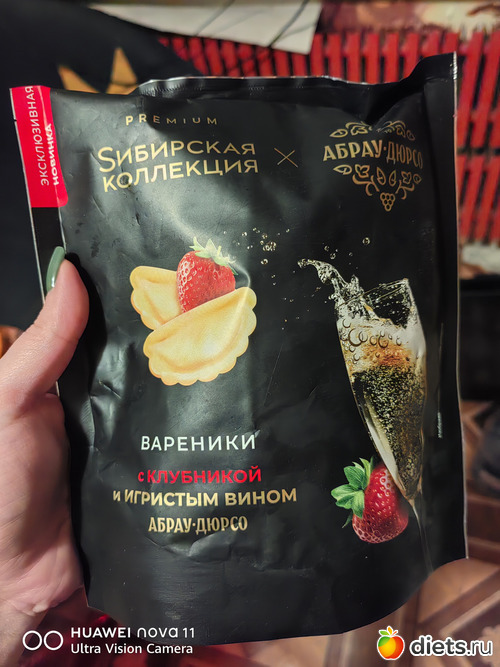 ЭКСКЛЮЗИВНАЯ
НОВИНКА
PREMIUM
SИБИРСКАЯ
КОЛЛЕКЦИЯ
×
АБРАУ·ДЮРСО
ВАРЕНИКИ
с КЛУБНИКОЙ
и ИГРИСТЫМ ВИНОМ
АБРАУ·ДЮРСО
HUAWEI nova 11
Ultra Vision Camera
diets.ru